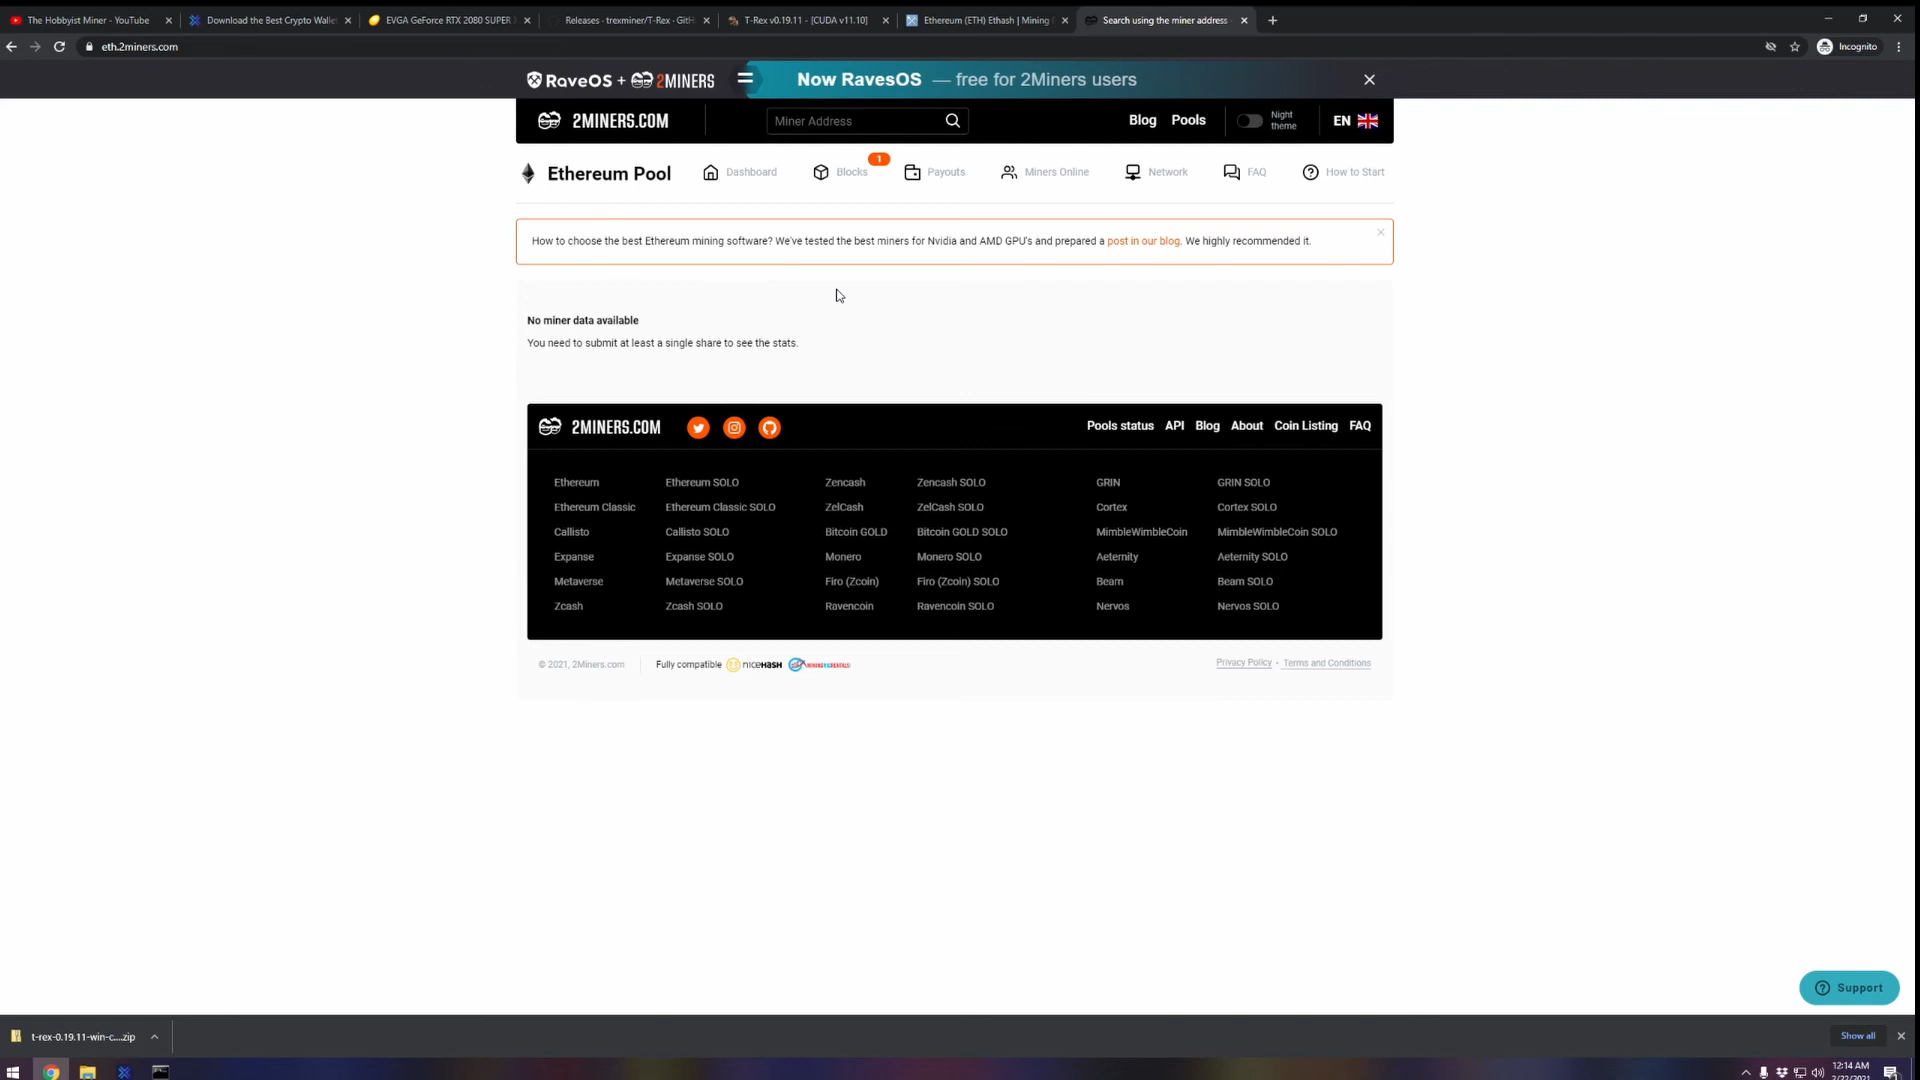 The Hobbyist Miner - YouTube
Download the Best Crypto Walle
EVGA GeForce RTX 2080 SUPER
Releases · trexminer/T-Rex · GitH
T-Rex v0.19.11 - [CUDA v11.10]
Ethereum (ETH) Ethash | Mining
Search using the miner address
eth.2miners.com
Incognito
RaveOS + 2MINERS = Now RavesOS — free for 2Miners users
2MINERS.COM
Miner Address
Blog
Pools
Night theme
EN
Ethereum Pool
Dashboard
Blocks
1
Payouts
Miners Online
Network
FAQ
How to Start
How to choose the best Ethereum mining software? We've tested the best miners for Nvidia and AMD GPU's and prepared a post in our blog. We highly recommended it.
No miner data available
You need to submit at least a single share to see the stats.
2MINERS.COM
Pools status API Blog About Coin Listing FAQ
Ethereum Ethereum SOLO Zencash Zencash SOLO GRIN GRIN SOLO
Ethereum Classic Ethereum Classic SOLO ZelCash ZelCash SOLO Cortex Cortex SOLO
Callisto Callisto SOLO Bitcoin GOLD Bitcoin GOLD SOLO MimbleWimbleCoin MimbleWimbleCoin SOLO
Expanse Expanse SOLO Monero Monero SOLO Aeternity Aeternity SOLO
Metaverse Metaverse SOLO Firo (Zcoin) Firo (Zcoin) SOLO Beam Beam SOLO
Zcash Zcash SOLO Ravencoin Ravencoin SOLO Nervos Nervos SOLO
© 2021, 2Miners.com
Fully compatible nicehash MININGRIGRENTALS
Privacy Policy · Terms and Conditions
Support
t-rex-0.19.11-win-c....zip
Show all
12:14 AM